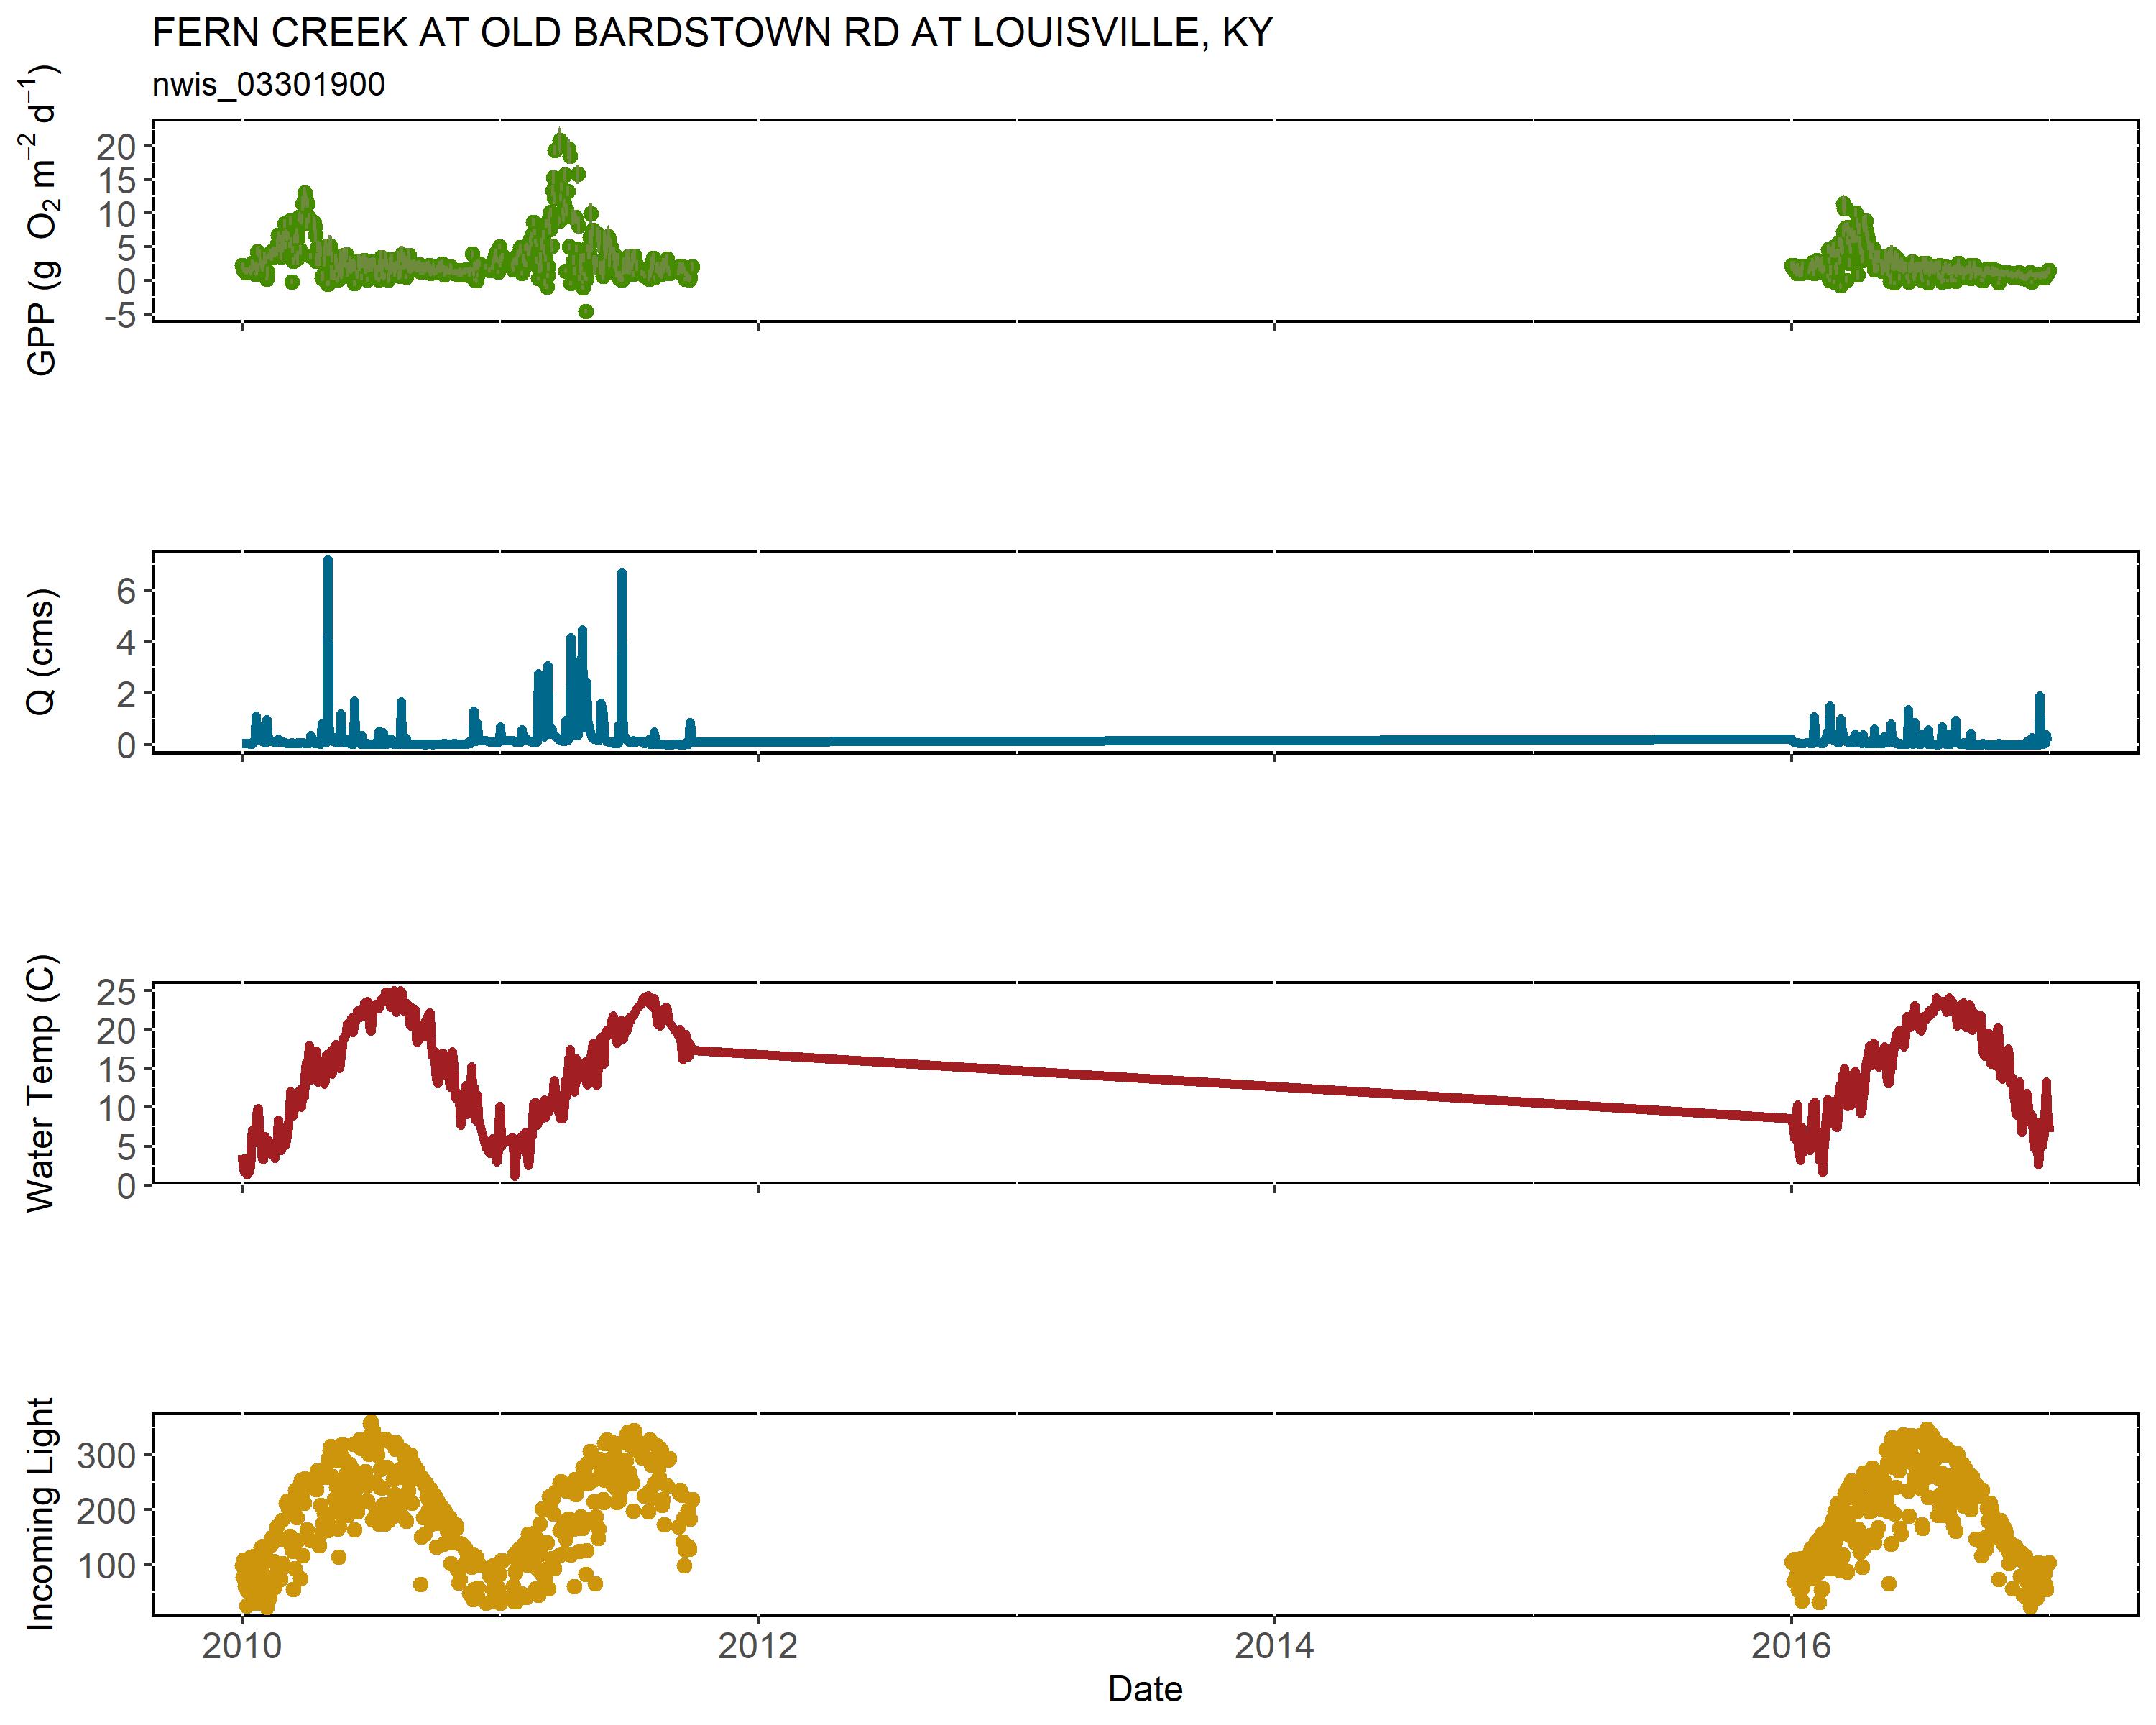 FERN CREEK AT OLD BARDSTOWN RD AT LOUISVILLE, KY
nwis_03301900
GPP (g O₂ m⁻² d⁻¹)
20
15
10
5
0
-5
Q (cms)
6
4
2
0
Water Temp (C)
25
20
15
10
5
0
Incoming Light
300
200
100
2010 2012 2014 2016
Date